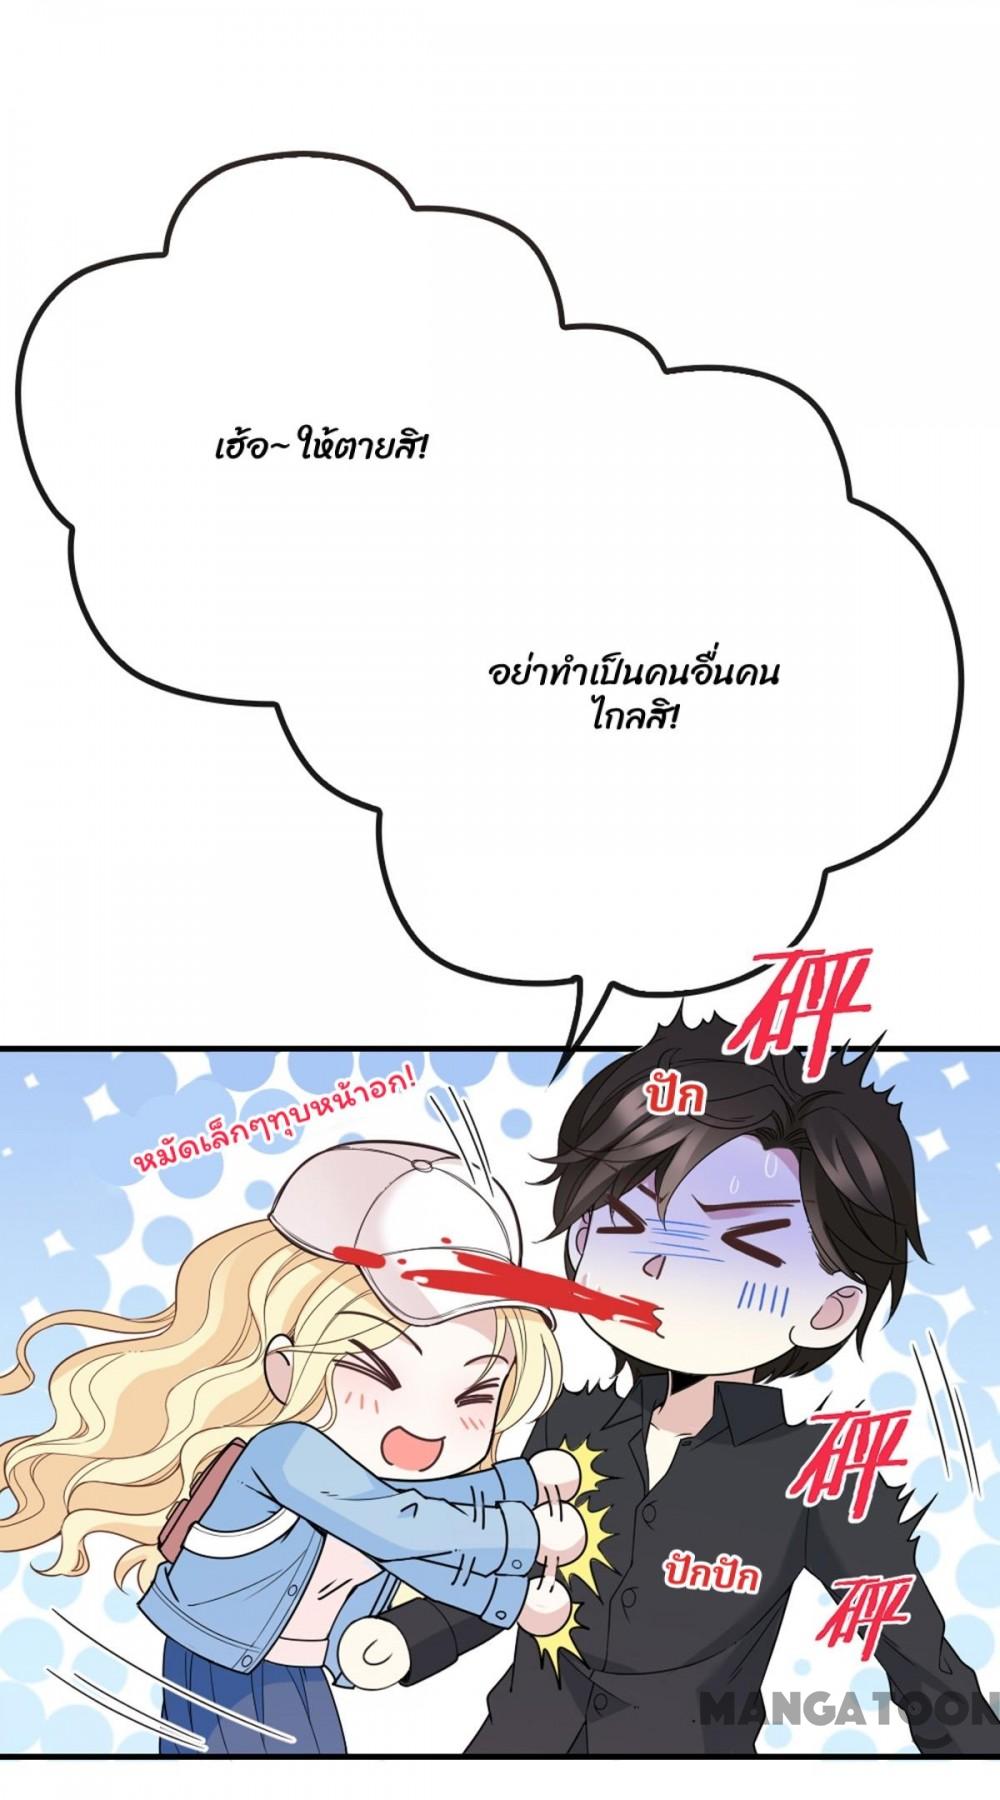 เฮ้อ~ ให้ตายสิ!
อย่าทำเป็นคนอื่นคน
ไกลสิ!
砰
ปัก
หมัดเล็กๆทุบหน้าอก!
砰
ปักปัก
砰
MANGATOON